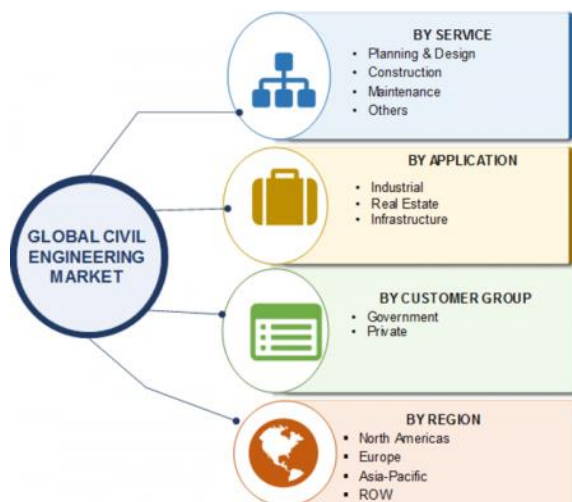 GLOBAL CIVIL
ENGINEERING
MARKET
BY SERVICE
Planning & Design
Construction
Maintenance
Others
BY APPLICATION
Industrial
Real Estate
Infrastructure
BY CUSTOMER GROUP
Government
Private
BY REGION
North Americas
Europe
Asia-Pacific
ROW